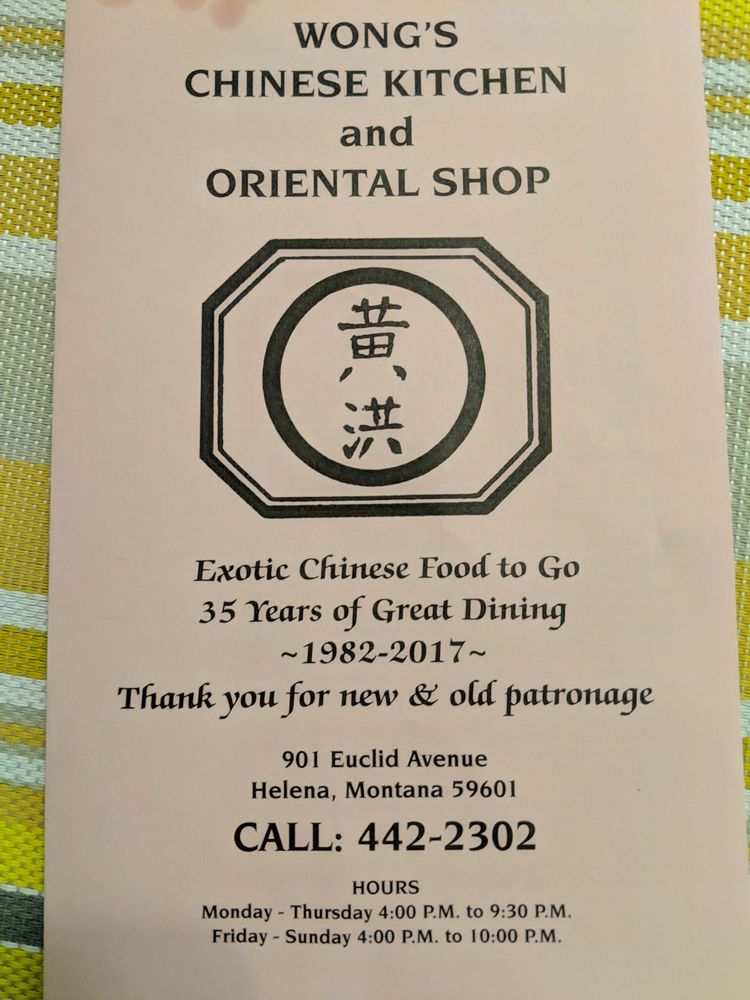 WONG'S
CHINESE KITCHEN
and
ORIENTAL SHOP
黄
洪
Exotic Chinese Food to Go
35 Years of Great Dining
~1982-2017~
Thank you for new & old patronage
901 Euclid Avenue
Helena, Montana 59601
CALL: 442-2302
HOURS
Monday - Thursday 4:00 P.M. to 9:30 P.M.
Friday - Sunday 4:00 P.M. to 10:00 P.M.